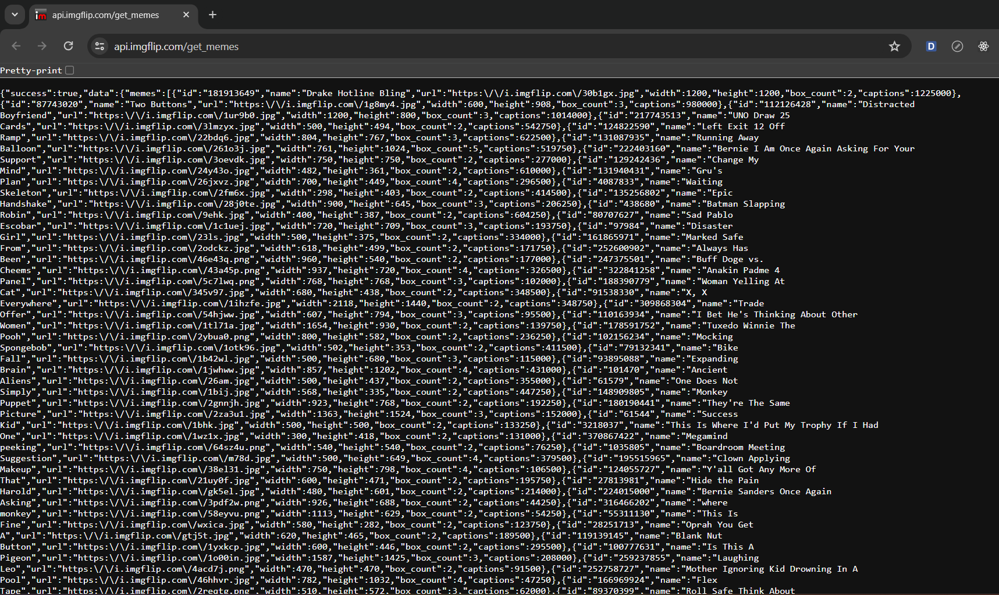 api.imgflip.com/get_memes
api.imgflip.com/get_memes
D
Pretty-print
{"success":true,"data":{"memes":[{"id":"181913649","name":"Drake Hotline Bling","url":"https:\/\/i.imgflip.com\/30b1gx.jpg","width":1200,"height":1200,"box_count":2,"captions":1225000},
{"id":"87743020","name":"Two Buttons","url":"https:\/\/i.imgflip.com\/1g8my4.jpg","width":600,"height":908,"box_count":3,"captions":980000},{"id":"112126428","name":"Distracted
Boyfriend","url":"https:\/\/i.imgflip.com\/1ur9b0.jpg","width":1200,"height":800,"box_count":3,"captions":1014000},{"id":"217743513","name":"UNO Draw 25
Cards","url":"https:\/\/i.imgflip.com\/3lmzyx.jpg","width":500,"height":494,"box_count":2,"captions":542750},{"id":"124822590","name":"Left Exit 12 Off
Ramp","url":"https:\/\/i.imgflip.com\/22bdq6.jpg","width":804,"height":767,"box_count":3,"captions":622500},{"id":"131087935","name":"Running Away
Balloon","url":"https:\/\/i.imgflip.com\/261o3j.jpg","width":761,"height":1024,"box_count":5,"captions":519750},{"id":"222403160","name":"Bernie I Am Once Again Asking For Your
Support","url":"https:\/\/i.imgflip.com\/3oevdk.jpg","width":750,"height":750,"box_count":2,"captions":277000},{"id":"129242436","name":"Change My
Mind","url":"https:\/\/i.imgflip.com\/24y43o.jpg","width":482,"height":361,"box_count":2,"captions":610000},{"id":"131940431","name":"Gru's
Plan","url":"https:\/\/i.imgflip.com\/26jxvz.jpg","width":700,"height":449,"box_count":4,"captions":296500},{"id":"4087833","name":"Waiting
Skeleton","url":"https:\/\/i.imgflip.com\/2fm6x.jpg","width":298,"height":403,"box_count":2,"captions":414500},{"id":"135256802","name":"Epic
Handshake","url":"https:\/\/i.imgflip.com\/28j0te.jpg","width":900,"height":645,"box_count":3,"captions":206250},{"id":"438680","name":"Batman Slapping
Robin","url":"https:\/\/i.imgflip.com\/9ehk.jpg","width":400,"height":387,"box_count":2,"captions":604250},{"id":"80707627","name":"Sad Pablo
Escobar","url":"https:\/\/i.imgflip.com\/1c1uej.jpg","width":720,"height":709,"box_count":3,"captions":193750},{"id":"97984","name":"Disaster
Girl","url":"https:\/\/i.imgflip.com\/23ls.jpg","width":500,"height":375,"box_count":2,"captions":334000},{"id":"161865971","name":"Marked Safe
From","url":"https:\/\/i.imgflip.com\/2odckz.jpg","width":618,"height":499,"box_count":2,"captions":171750},{"id":"252600902","name":"Always Has
Been","url":"https:\/\/i.imgflip.com\/46e43q.png","width":960,"height":540,"box_count":2,"captions":177000},{"id":"247375501","name":"Buff Doge vs.
Cheems","url":"https:\/\/i.imgflip.com\/43a45p.png","width":937,"height":720,"box_count":4,"captions":326500},{"id":"322841258","name":"Anakin Padme 4
Panel","url":"https:\/\/i.imgflip.com\/5c7lwq.png","width":768,"height":768,"box_count":3,"captions":102000},{"id":"188390779","name":"Woman Yelling At
Cat","url":"https:\/\/i.imgflip.com\/345v97.jpg","width":680,"height":438,"box_count":2,"captions":348500},{"id":"91538330","name":"X, X
Everywhere","url":"https:\/\/i.imgflip.com\/1ihzfe.jpg","width":2118,"height":1440,"box_count":2,"captions":348750},{"id":"309868304","name":"Trade
Offer","url":"https:\/\/i.imgflip.com\/54hjww.jpg","width":607,"height":794,"box_count":3,"captions":95500},{"id":"110163934","name":"I Bet He's Thinking About Other
Women","url":"https:\/\/i.imgflip.com\/1tl71a.jpg","width":1654,"height":930,"box_count":2,"captions":139750},{"id":"178591752","name":"Tuxedo Winnie The
Pooh","url":"https:\/\/i.imgflip.com\/2ybua0.png","width":800,"height":582,"box_count":2,"captions":236250},{"id":"102156234","name":"Mocking
Spongebob","url":"https:\/\/i.imgflip.com\/1otk96.jpg","width":502,"height":353,"box_count":2,"captions":411500},{"id":"79132341","name":"Bike
Fall","url":"https:\/\/i.imgflip.com\/1b42wl.jpg","width":500,"height":680,"box_count":3,"captions":115000},{"id":"93895088","name":"Expanding
Brain","url":"https:\/\/i.imgflip.com\/1jwhww.jpg","width":857,"height":1202,"box_count":4,"captions":431000},{"id":"101470","name":"Ancient
Aliens","url":"https:\/\/i.imgflip.com\/26am.jpg","width":500,"height":437,"box_count":2,"captions":355000},{"id":"61579","name":"One Does Not
Simply","url":"https:\/\/i.imgflip.com\/1bij.jpg","width":568,"height":335,"box_count":2,"captions":447250},{"id":"148909805","name":"Monkey
Puppet","url":"https:\/\/i.imgflip.com\/2gnnjh.jpg","width":923,"height":768,"box_count":2,"captions":192250},{"id":"180190441","name":"They're The Same
Picture","url":"https:\/\/i.imgflip.com\/2za3u1.jpg","width":1363,"height":1524,"box_count":3,"captions":152000},{"id":"61544","name":"Success
Kid","url":"https:\/\/i.imgflip.com\/1bhk.jpg","width":500,"height":500,"box_count":2,"captions":133250},{"id":"3218037","name":"This Is Where I'd Put My Trophy If I Had
One","url":"https:\/\/i.imgflip.com\/1wz1x.jpg","width":300,"height":418,"box_count":2,"captions":131000},{"id":"370867422","name":"Megamind
peeking","url":"https:\/\/i.imgflip.com\/64sz4u.png","width":540,"height":540,"box_count":2,"captions":76250},{"id":"1035805","name":"Boardroom Meeting
Suggestion","url":"https:\/\/i.imgflip.com\/m78d.jpg","width":500,"height":649,"box_count":4,"captions":379500},{"id":"195515965","name":"Clown Applying
Makeup","url":"https:\/\/i.imgflip.com\/38el31.jpg","width":750,"height":798,"box_count":4,"captions":106500},{"id":"124055727","name":"Y'all Got Any More Of
That","url":"https:\/\/i.imgflip.com\/21uy0f.jpg","width":600,"height":471,"box_count":2,"captions":195750},{"id":"27813981","name":"Hide the Pain
Harold","url":"https:\/\/i.imgflip.com\/gk5el.jpg","width":480,"height":601,"box_count":2,"captions":214000},{"id":"224015000","name":"Bernie Sanders Once Again
Asking","url":"https:\/\/i.imgflip.com\/3pdf2w.png","width":926,"height":688,"box_count":2,"captions":44250},{"id":"316466202","name":"where
monkey","url":"https:\/\/i.imgflip.com\/58eyvu.png","width":1113,"height":629,"box_count":2,"captions":54250},{"id":"55311130","name":"This Is
Fine","url":"https:\/\/i.imgflip.com\/wxica.jpg","width":580,"height":282,"box_count":2,"captions":123750},{"id":"28251713","name":"Oprah You Get
A","url":"https:\/\/i.imgflip.com\/gtj5t.jpg","width":620,"height":465,"box_count":2,"captions":189500},{"id":"119139145","name":"Blank Nut
Button","url":"https:\/\/i.imgflip.com\/1yxkcp.jpg","width":600,"height":446,"box_count":2,"captions":295500},{"id":"100777631","name":"Is This A
Pigeon","url":"https:\/\/i.imgflip.com\/1o00in.jpg","width":1587,"height":1425,"box_count":3,"captions":208000},{"id":"259237855","name":"Laughing
Leo","url":"https:\/\/i.imgflip.com\/4acd7j.png","width":470,"height":470,"box_count":2,"captions":91500},{"id":"252758727","name":"Mother Ignoring Kid Drowning In A
Pool","url":"https:\/\/i.imgflip.com\/46hhvr.jpg","width":782,"height":1032,"box_count":4,"captions":47250},{"id":"166969924","name":"Flex
Tape","url":"https:\/\/i.imgflip.com\/2reqtg.png","width":510,"height":572,"box_count":3,"captions":62000},{"id":"89370399","name":"Roll Safe Think About